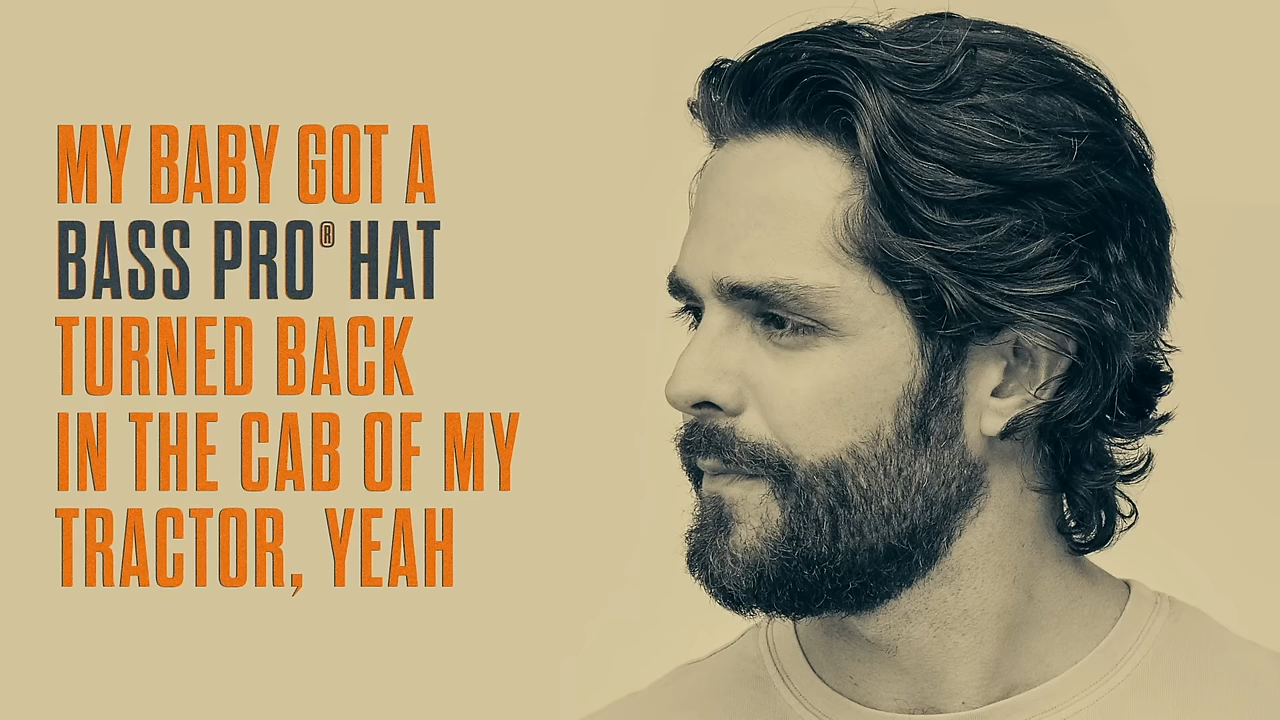 MY BABY GOT A
BASS PRO® HAT
TURNED BACK
IN THE CAB OF MY
TRACTOR, YEAH